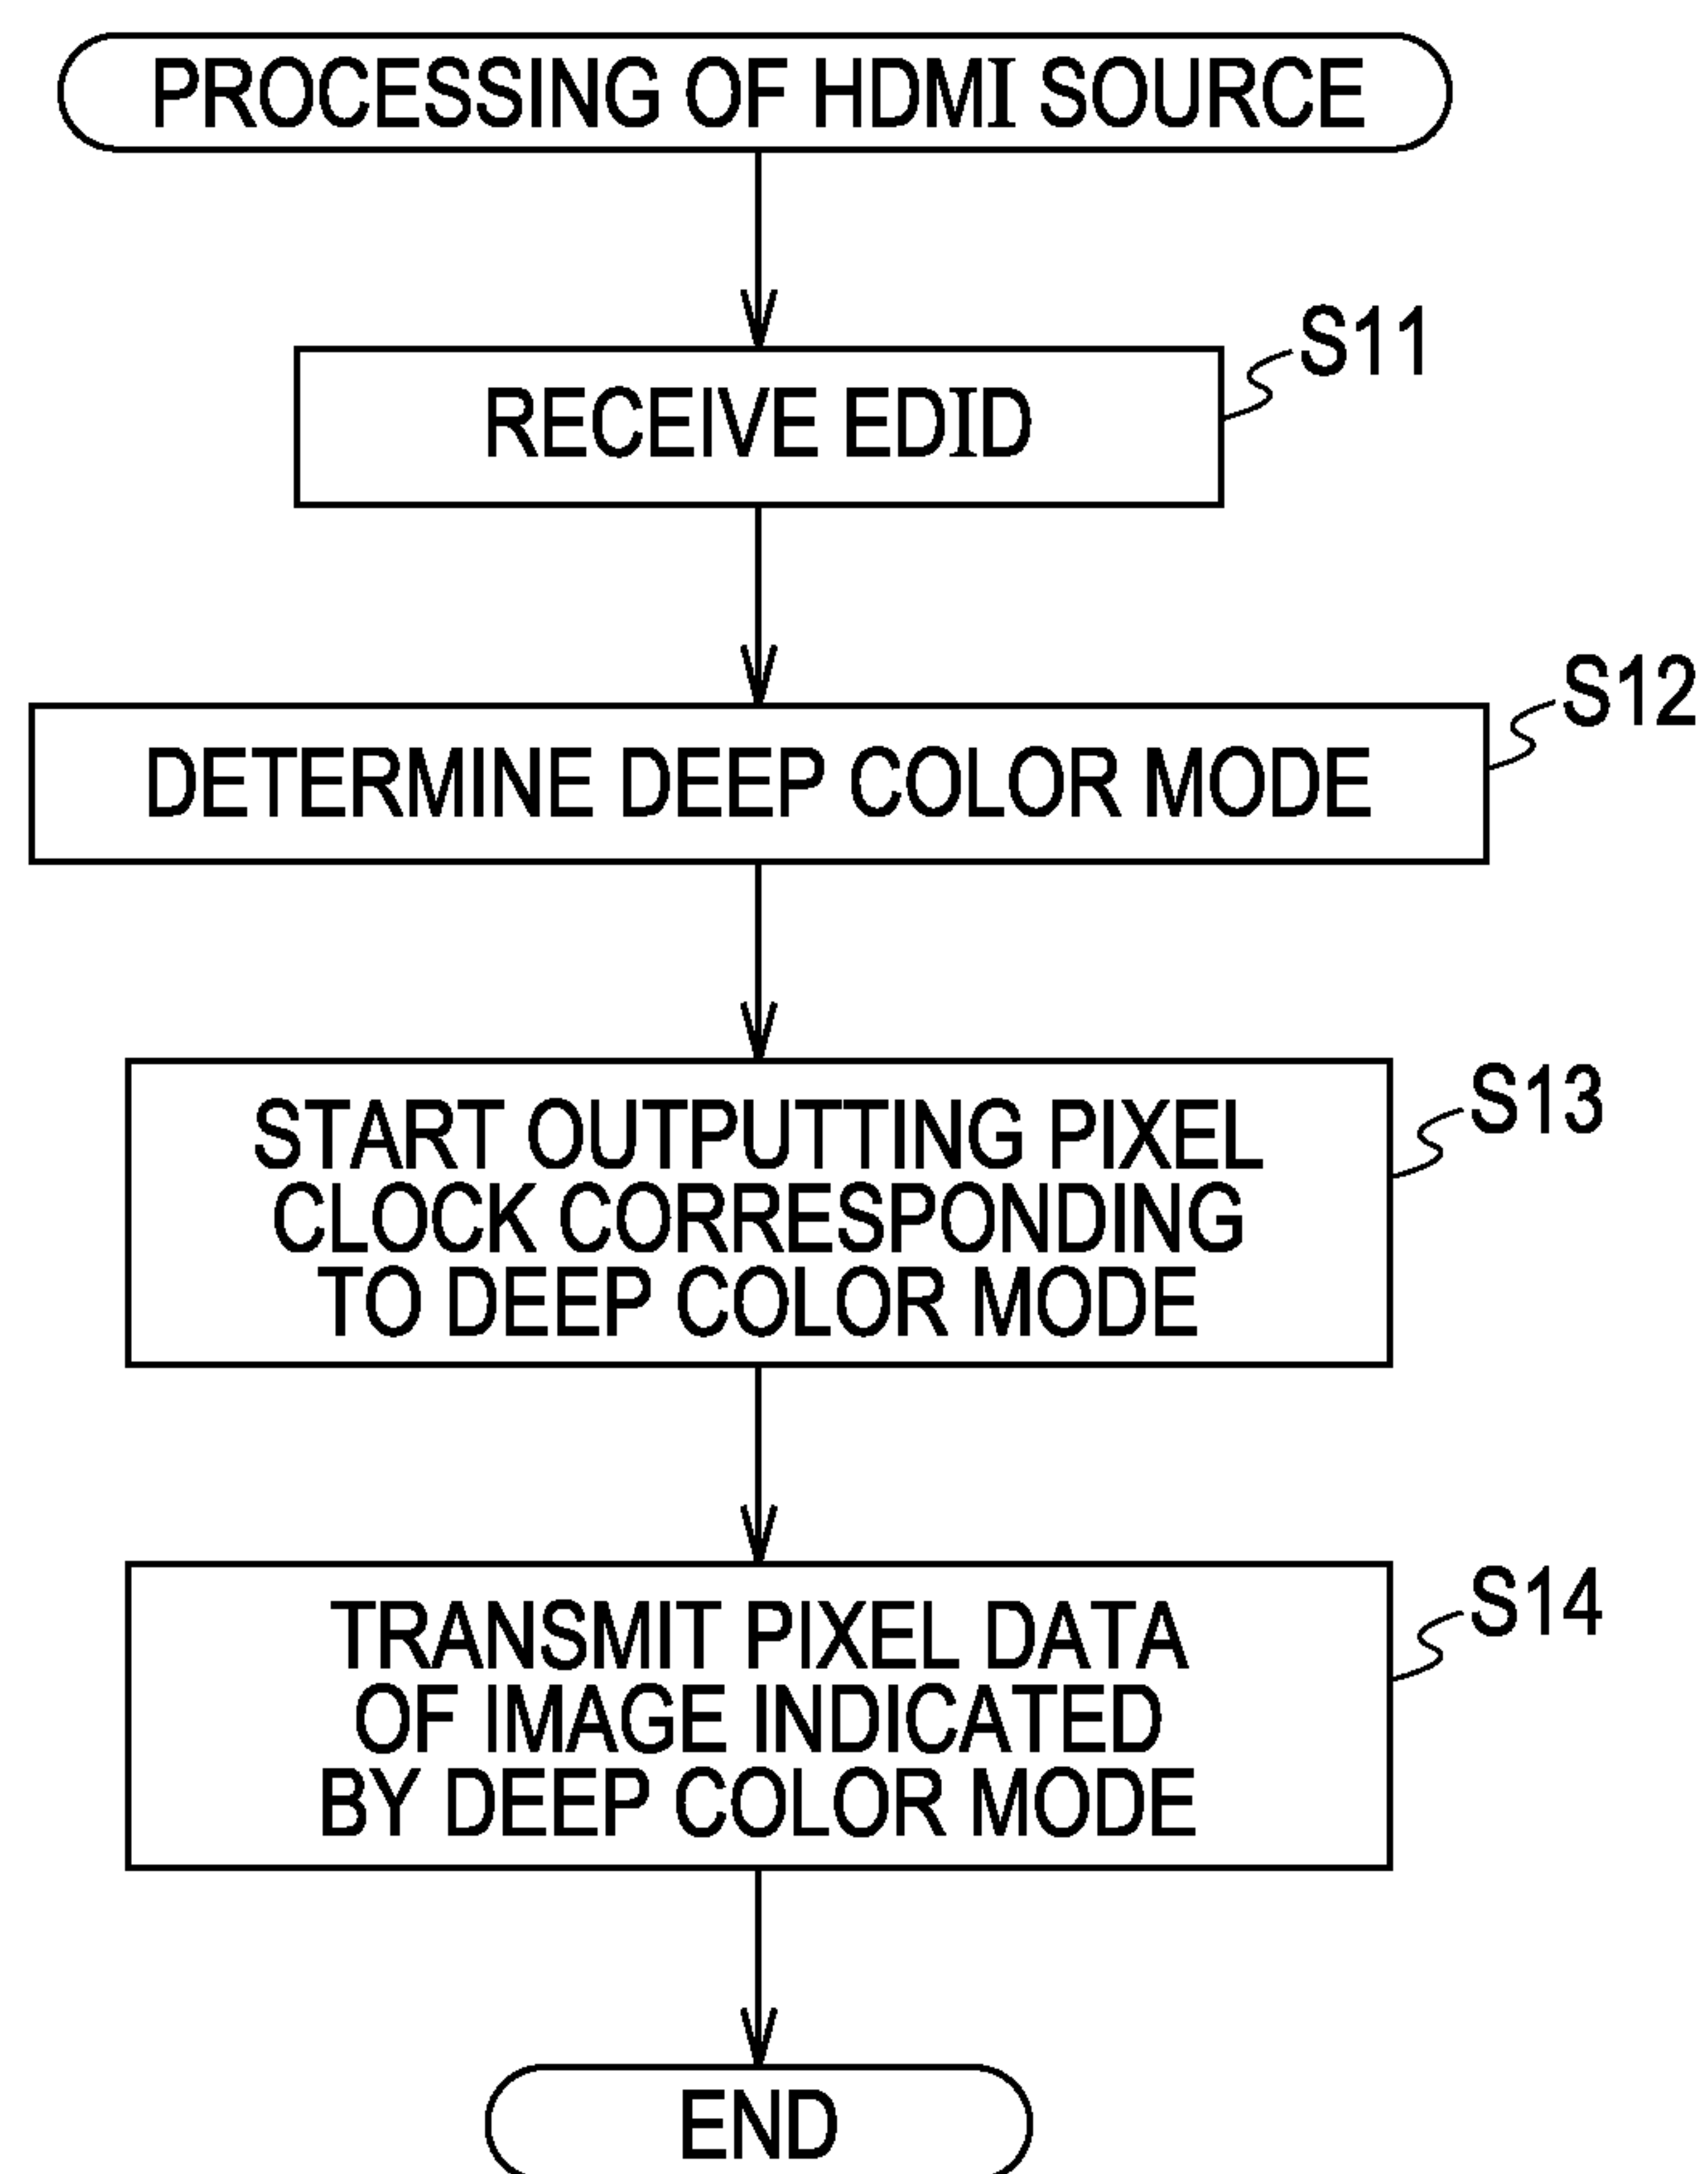 PROCESSING OF HDMI SOURCE
S11
RECEIVE EDID
S12
DETERMINE DEEP COLOR MODE
S13
START OUTPUTTING PIXEL
CLOCK CORRESPONDING
TO DEEP COLOR MODE
S14
TRANSMIT PIXEL DATA
OF IMAGE INDICATED
BY DEEP COLOR MODE
END